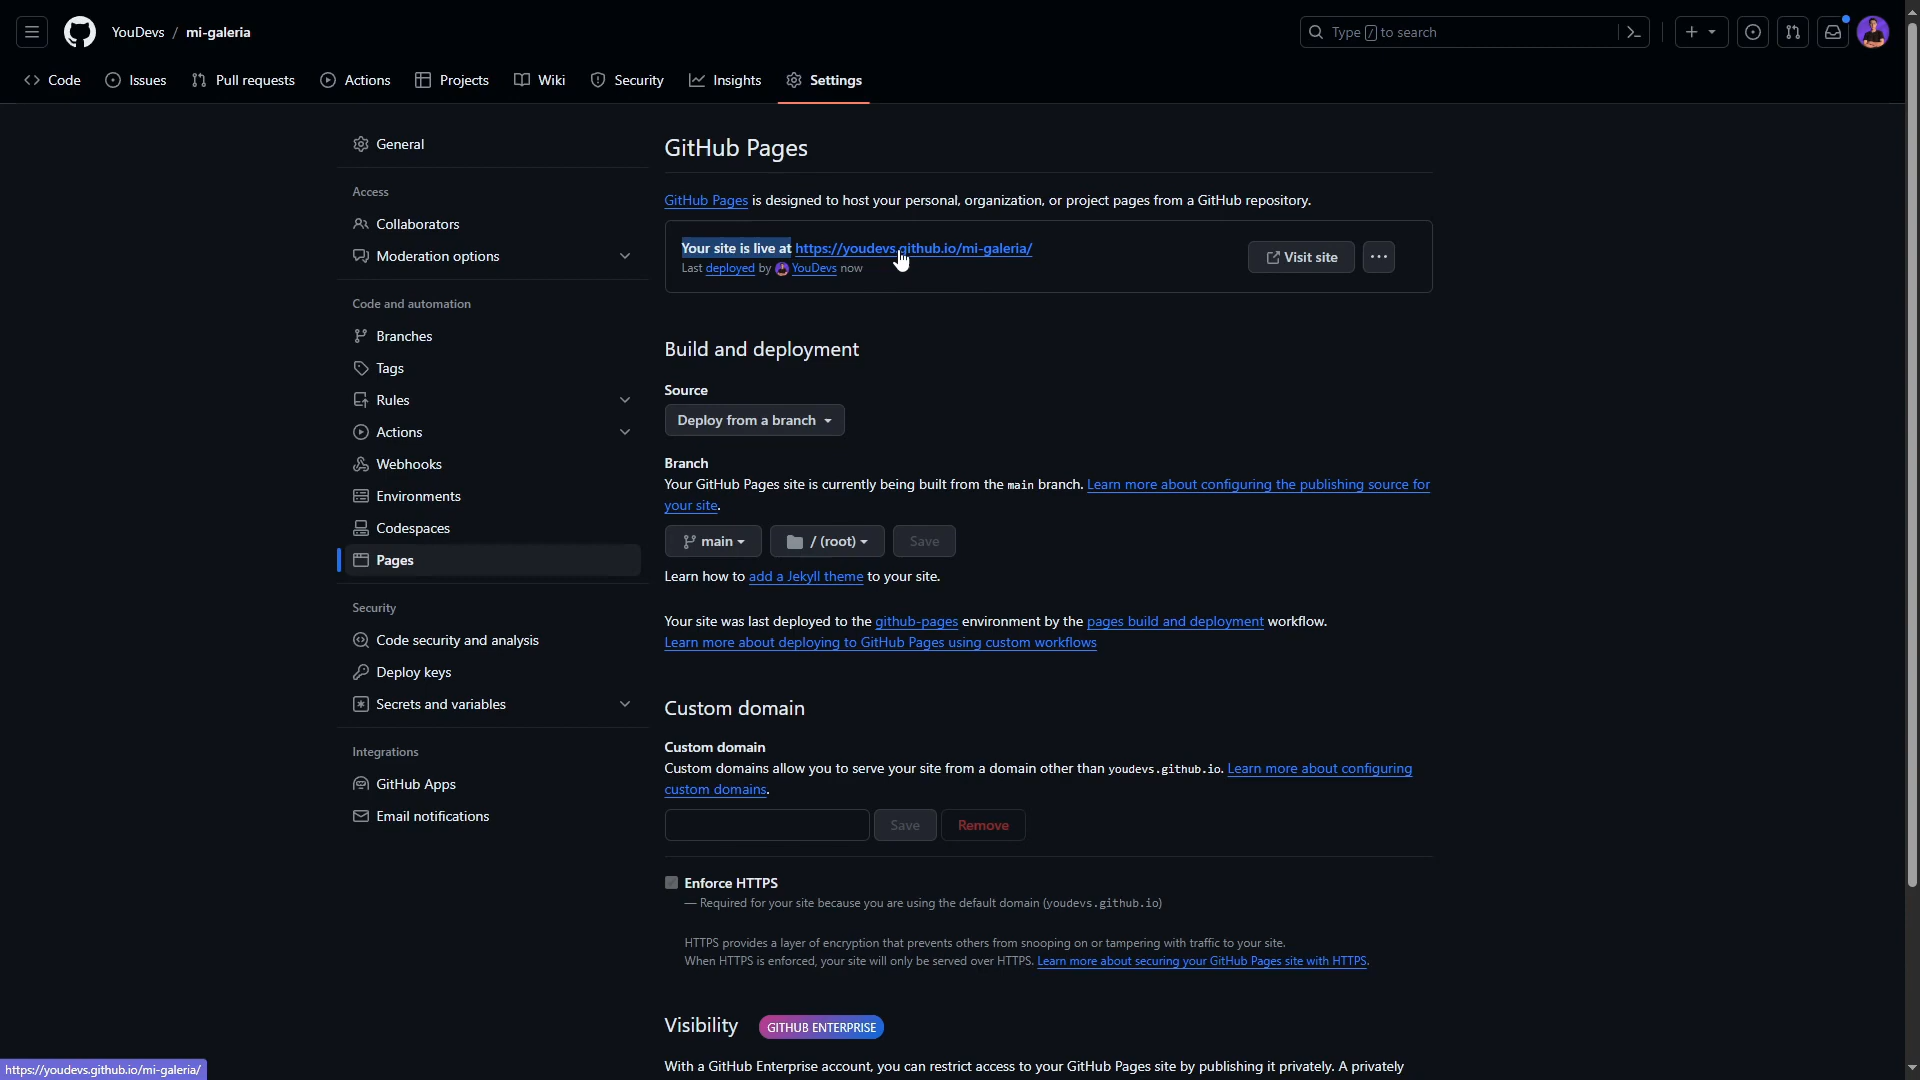 YouDevs / mi-galeria
Type / to search
Code
Issues
Pull requests
Actions
Projects
Wiki
Security
Insights
Settings
General
Access
Collaborators
Moderation options
Code and automation
Branches
Tags
Rules
Actions
Webhooks
Environments
Codespaces
Pages
Security
Code security and analysis
Deploy keys
Secrets and variables
Integrations
GitHub Apps
Email notifications
GitHub Pages
GitHub Pages is designed to host your personal, organization, or project pages from a GitHub repository.
Your site is live at https://youdevs.github.io/mi-galeria/
Last deployed by YouDevs now
Visit site
Build and deployment
Source
Deploy from a branch
Branch
Your GitHub Pages site is currently being built from the main branch. Learn more about configuring the publishing source for
your site.
main
/ (root)
Save
Learn how to add a Jekyll theme to your site.
Your site was last deployed to the github-pages environment by the pages build and deployment workflow.
Learn more about deploying to GitHub Pages using custom workflows
Custom domain
Custom domain
Custom domains allow you to serve your site from a domain other than youdevs.github.io. Learn more about configuring
custom domains.
Save
Remove
Enforce HTTPS
— Required for your site because you are using the default domain (youdevs.github.io)
HTTPS provides a layer of encryption that prevents others from snooping on or tampering with traffic to your site.
When HTTPS is enforced, your site will only be served over HTTPS. Learn more about securing your GitHub Pages site with HTTPS.
Visibility
GITHUB ENTERPRISE
With a GitHub Enterprise account, you can restrict access to your GitHub Pages site by publishing it privately. A privately
https://youdevs.github.io/mi-galeria/